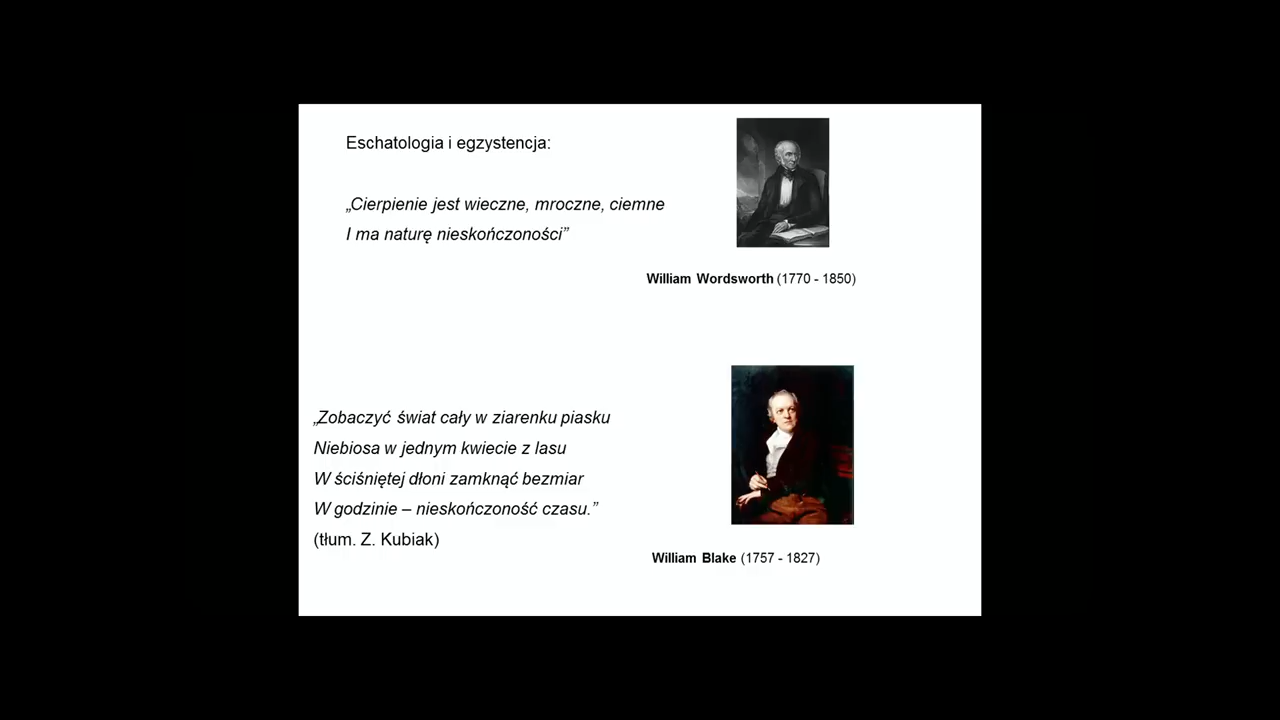 Eschatologia i egzystencja:
„Cierpienie jest wieczne, mroczne, ciemne
I ma naturę nieskończoności”
William Wordsworth (1770 - 1850)
„Zobaczyć świat cały w ziarenku piasku
Niebiosa w jednym kwiecie z lasu
W ściśniętej dłoni zamknąć bezmiar
W godzinie – nieskończoność czasu.”
(tłum. Z. Kubiak)
William Blake (1757 - 1827)